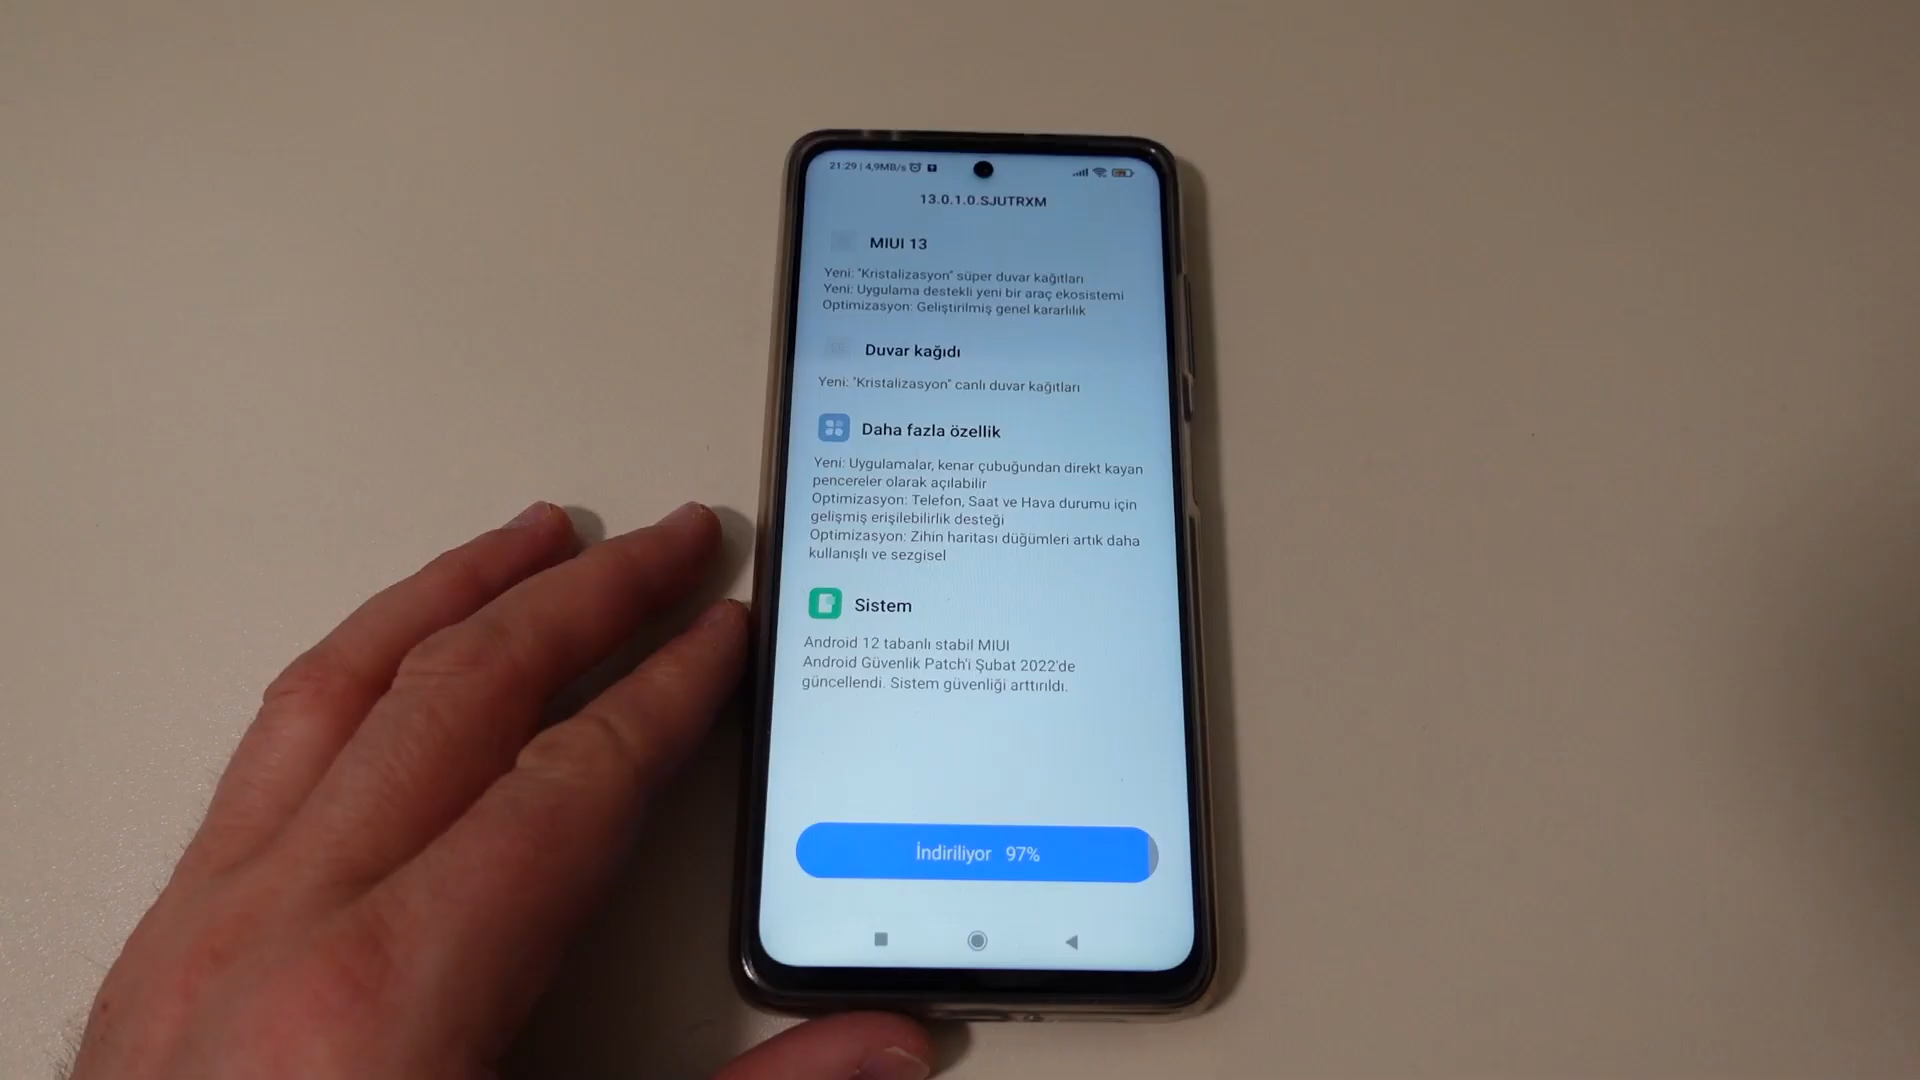 21:29 | 4,9MB/s
13.0.1.0.SJUTRXM
MIUI 13
Yeni: "Kristalizasyon" süper duvar kağıtları
Yeni: Uygulama destekli yeni bir araç ekosistemi
Optimizasyon: Geliştirilmiş genel kararlılık
Duvar kağıdı
Yeni: "Kristalizasyon" canlı duvar kağıtları
Daha fazla özellik
Yeni: Uygulamalar, kenar çubuğundan direkt kayan
pencereler olarak açılabilir
Optimizasyon: Telefon, Saat ve Hava durumu için
gelişmiş erişilebilirlik desteği
Optimizasyon: Zihin haritası düğümleri artık daha
kullanışlı ve sezgisel
Sistem
Android 12 tabanlı stabil MIUI
Android Güvenlik Patch'i Şubat 2022'de
güncellendi. Sistem güvenliği arttırıldı.
İndiriliyor 97%